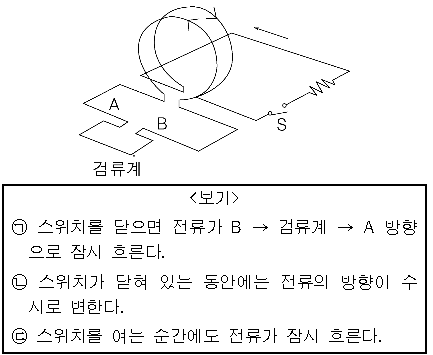 A
B
S
검류계
<보기>
㉠ 스위치를 닫으면 전류가 B → 검류계 → A 방향
으로 잠시 흐른다.
㉡ 스위치가 닫혀 있는 동안에는 전류의 방향이 수
시로 변한다.
㉢ 스위치를 여는 순간에도 전류가 잠시 흐른다.